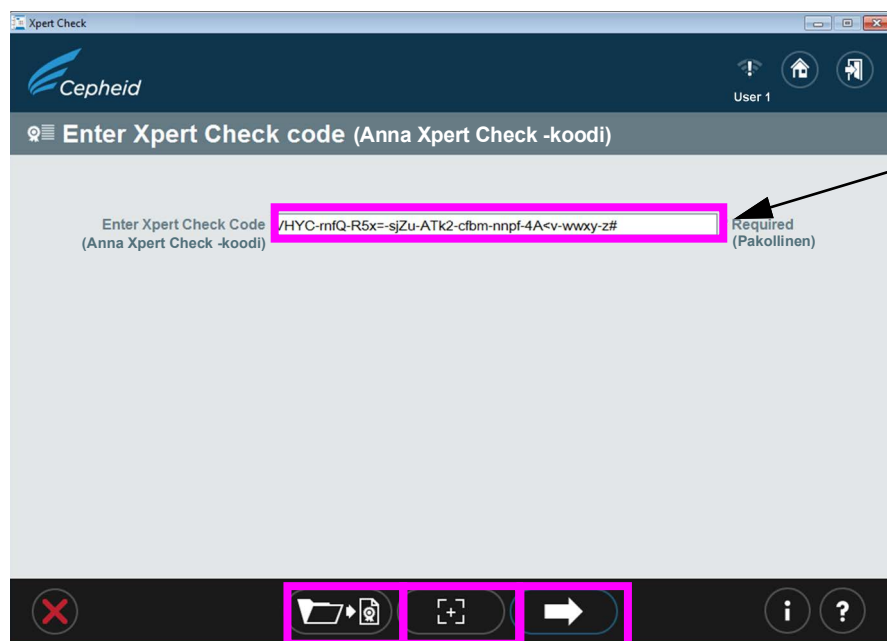 Xpert Check
Cepheid
User 1
Enter Xpert Check code (Anna Xpert Check -koodi)
Enter Xpert Check Code /HYC-rnfQ-R5x=-sjZu-ATk2-cfbm-nnpf-4A<v-wwxy-z# Required
(Anna Xpert Check -koodi) (Pakollinen)